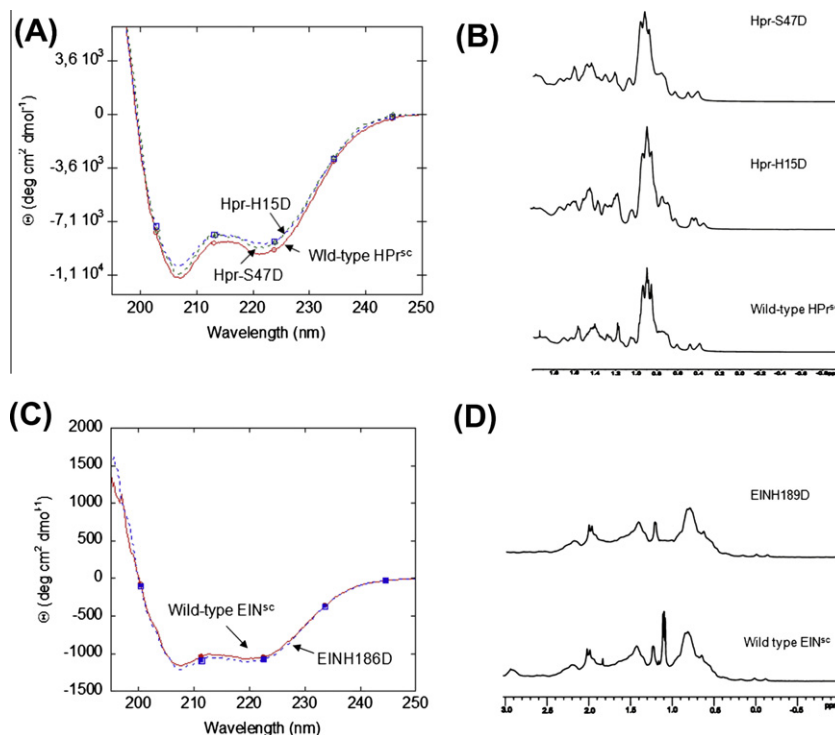 (A)
3,6 10³
0
-3,6 10³
-7,1 10³
-1,1 10⁴
Θ (deg cm² dmol⁻¹)
Hpr-H15D
Wld-type HPrˢᶜ
Hpr-S47D
200 210 220 230 240 250
Wavelength (nm)
(B)
Hpr-S47D
Hpr-H15D
Wild-type HPrˢ
(C)
2000
1500
1000
500
0
-500
-1000
-1500
Θ (deg cm² dmol⁻¹)
Wild-type EINˢᶜ
EINH186D
200 210 220 230 240 250
Wavelength (nm)
(D)
EINH189D
Wild type EINˢᶜ
3.0 2.5 2.0 1.5 1.0 0.5 0.0 -0.5